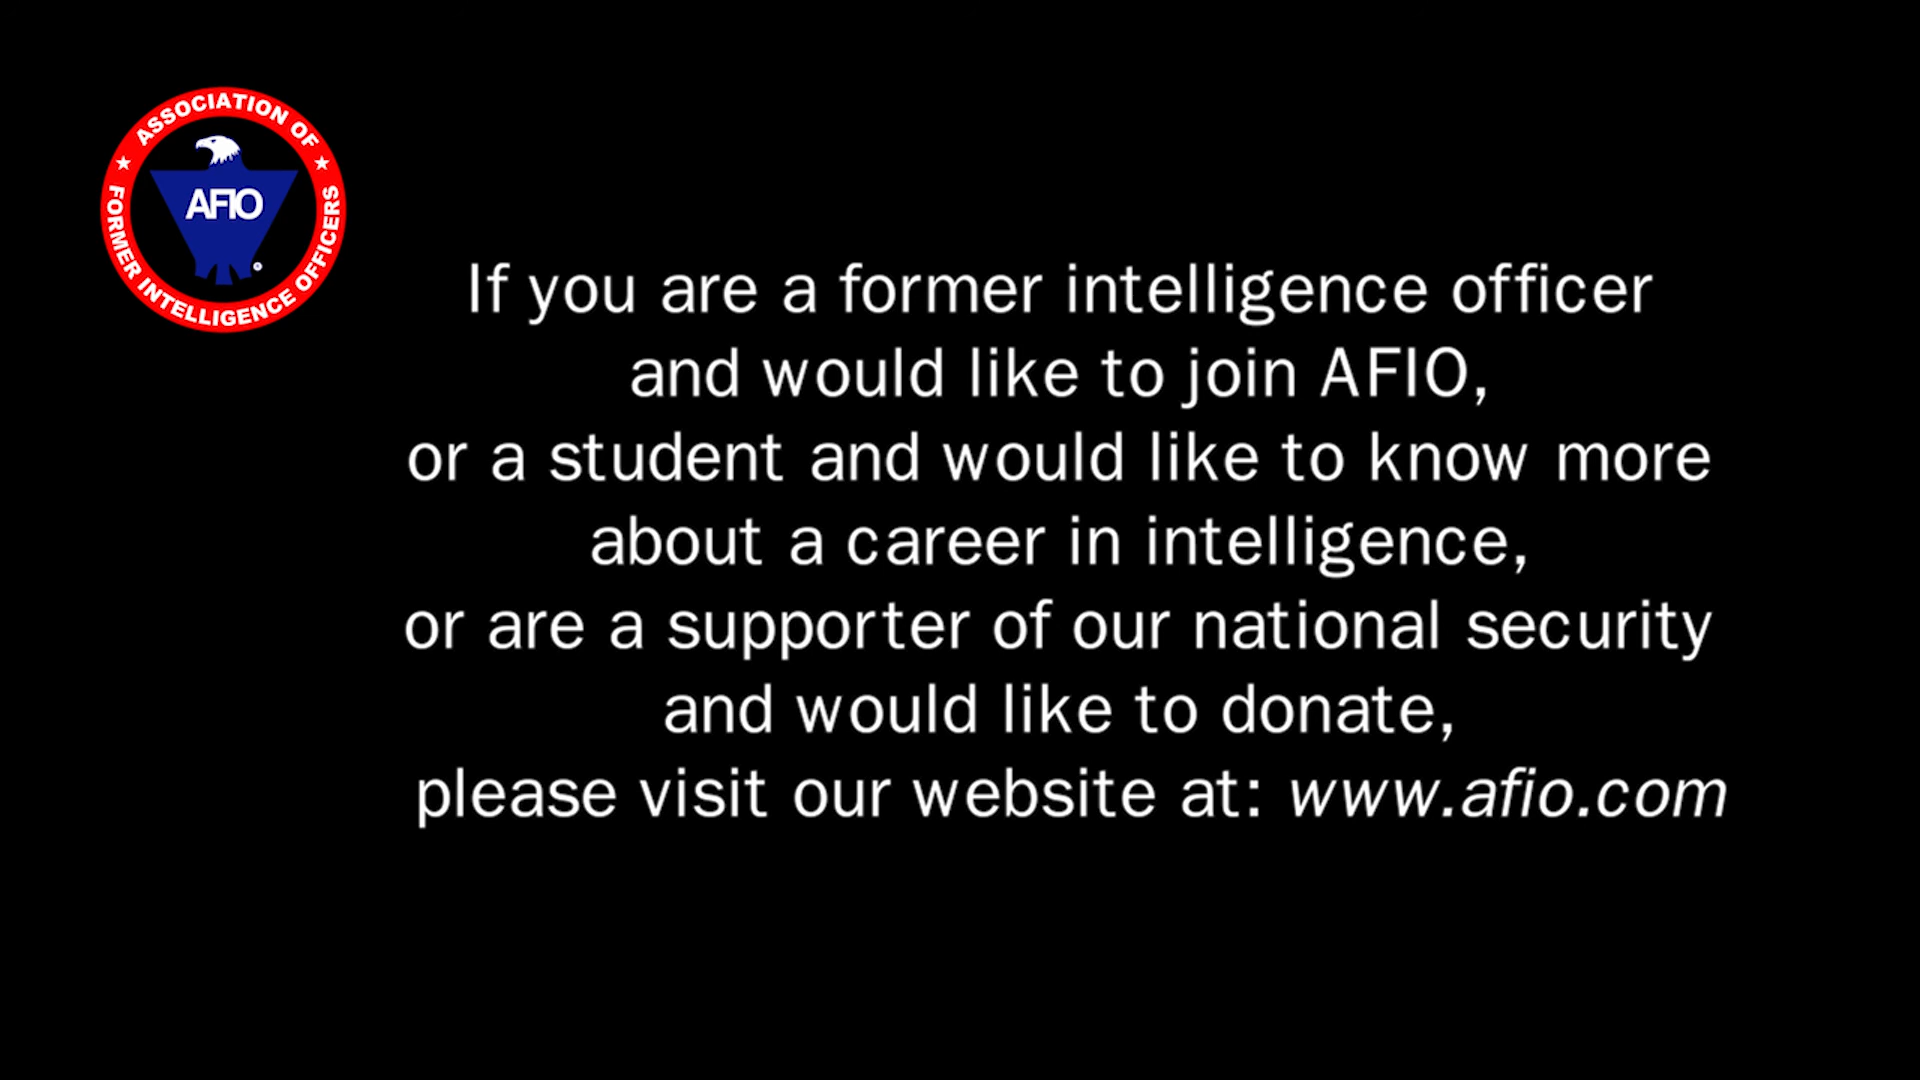 ASSOCIATION OF
FORMER INTELLIGENCE OFFICERS
AFIO
If you are a former intelligence officer
and would like to join AFIO,
or a student and would like to know more
about a career in intelligence,
or are a supporter of our national security
and would like to donate,
please visit our website at: www.afio.com